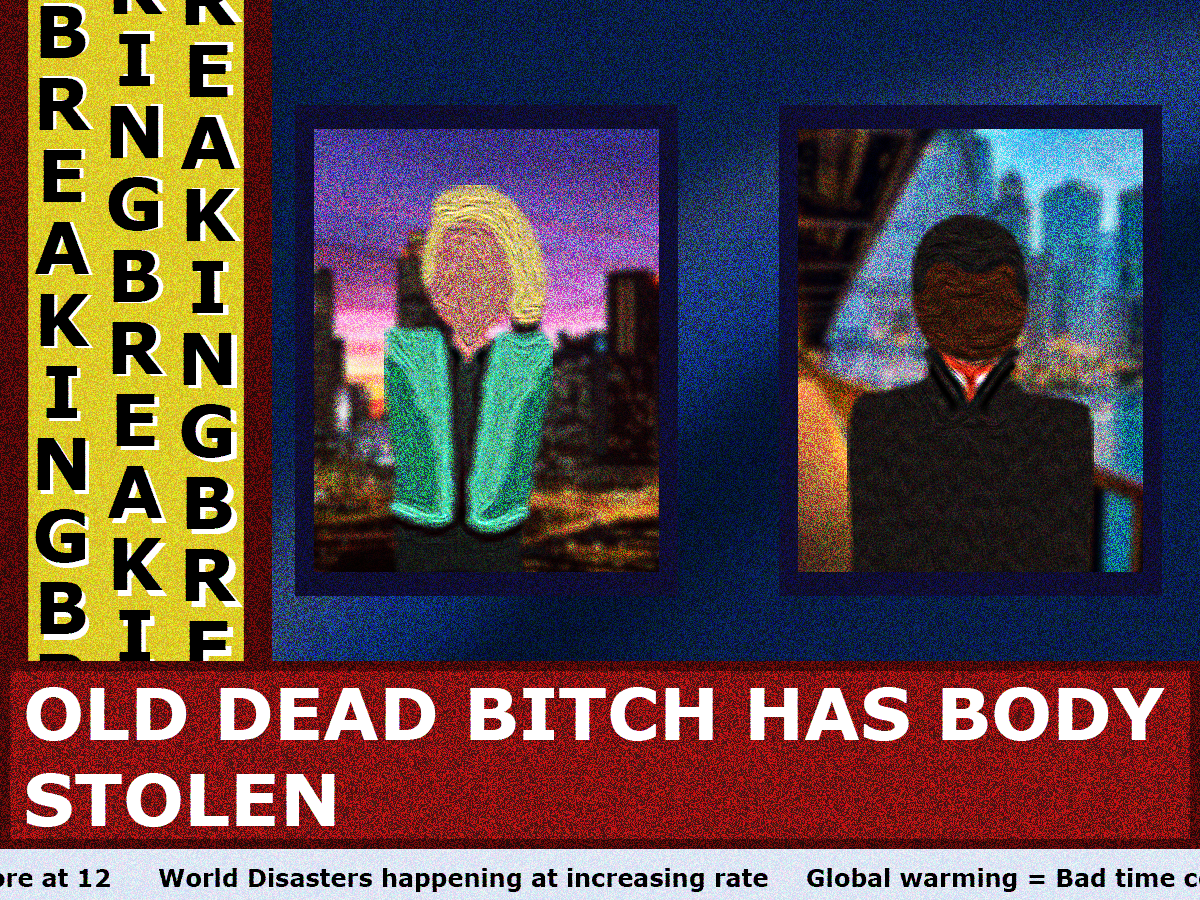 BREAKINGB
INGBREAKI
REAKINGBRE
OLD DEAD BITCH HAS BODY
STOLEN
ore at 12 World Disasters happening at increasing rate Global warming = Bad time